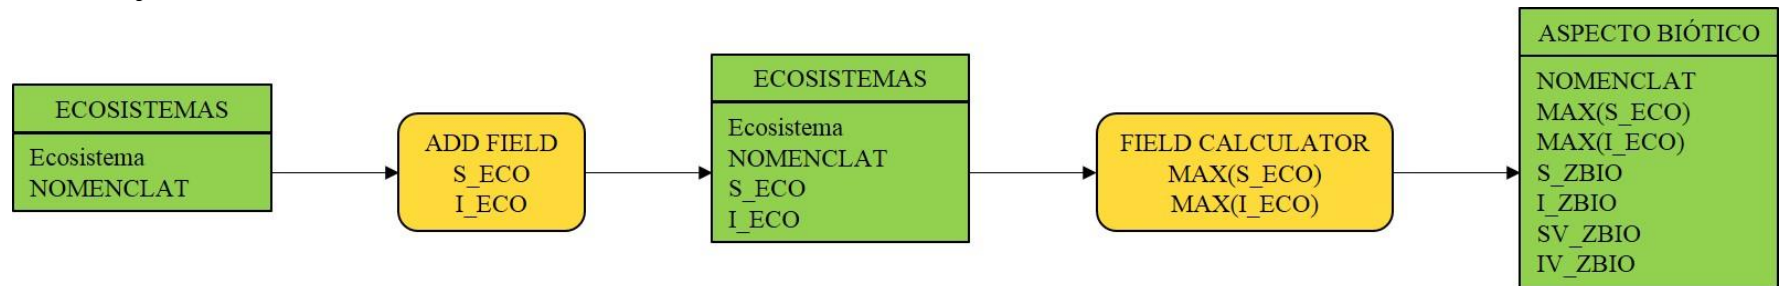 ECOSISTEMAS
Ecosistema
NOMENCLAT
ADD FIELD
S_ECO
I_ECO
ECOSISTEMAS
Ecosistema
NOMENCLAT
S_ECO
I_ECO
FIELD CALCULATOR
MAX(S_ECO)
MAX(I_ECO)
ASPECTO BIÓTICO
NOMENCLAT
MAX(S_ECO)
MAX(I_ECO)
S_ZBIO
I_ZBIO
SV_ZBIO
IV_ZBIO